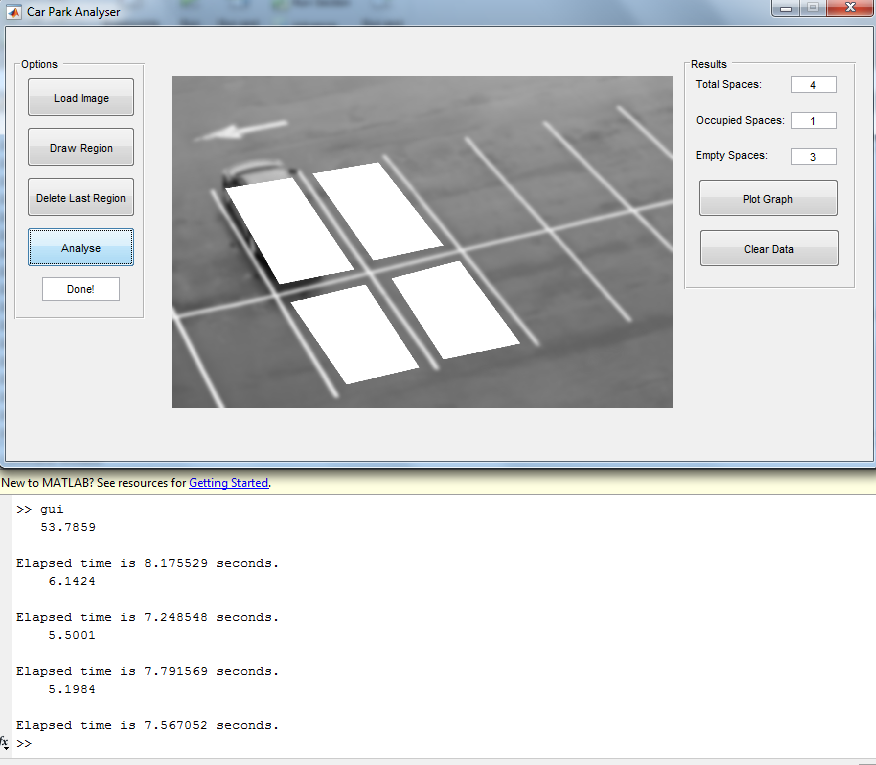 Car Park Analyser
Options
Load Image
Draw Region
Delete Last Region
Analyse
Done!
Results
Total Spaces: 4
Occupied Spaces: 1
Empty Spaces: 3
Plot Graph
Clear Data
New to MATLAB? See resources for Getting Started.
>> gui
53.7859
Elapsed time is 8.175529 seconds.
6.1424
Elapsed time is 7.248548 seconds.
5.5001
Elapsed time is 7.791569 seconds.
5.1984
Elapsed time is 7.567052 seconds.
fx >>